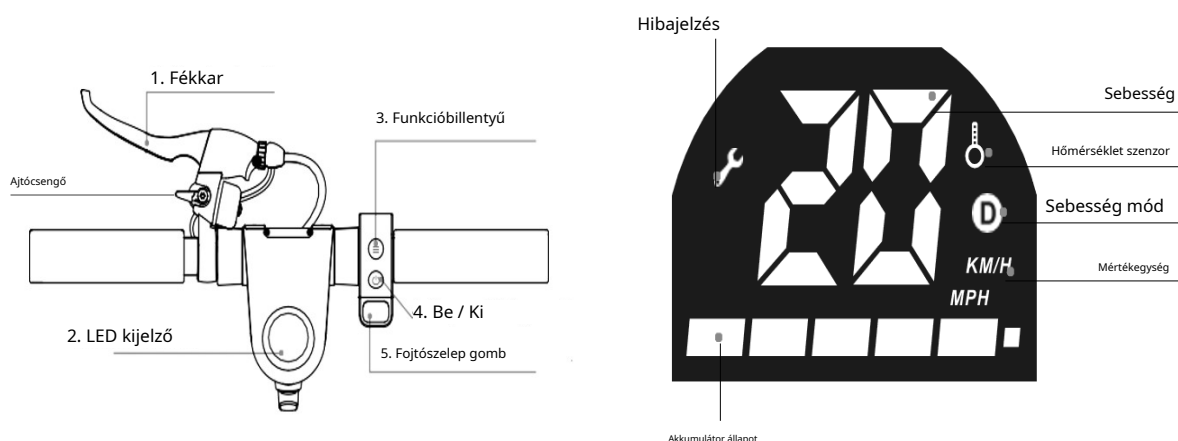 1. Fékkar
3. Funkcióbillentyű
Ajtócsengő
4. Be / Ki
2. LED kijelző
5. Fojtószelep gomb
Hibajelzés
Sebesség
Hőmérséklet szenzor
D
Sebesség mód
KM/H
Mértékegység
MPH
Akkumulátor állapot